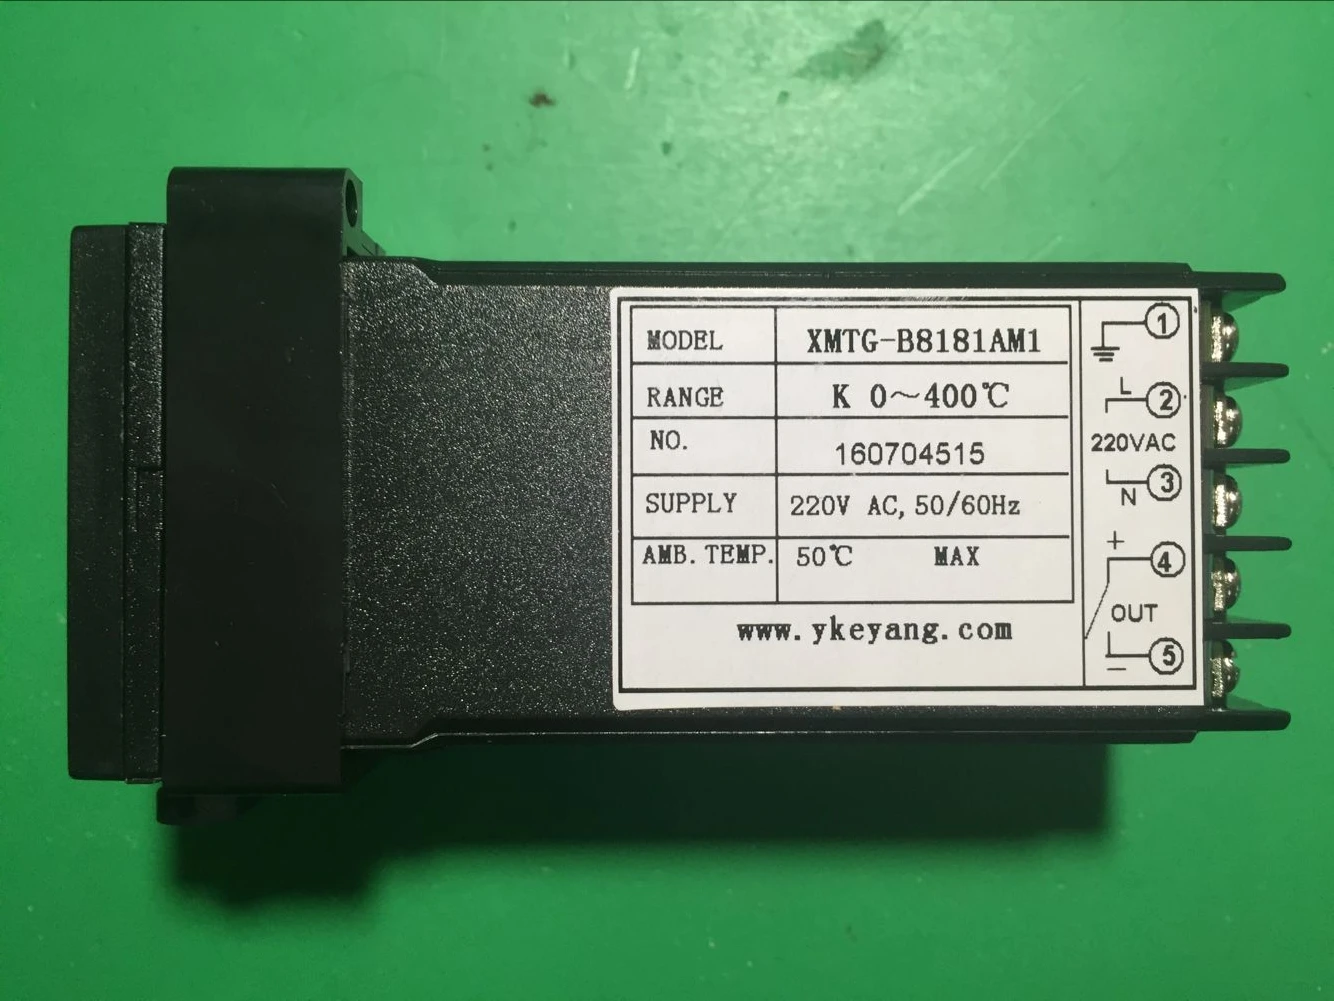 MODEL XMTG-B8181AM1
RANGE K 0～400℃
NO. 160704515
SUPPLY 220V AC, 50/60Hz
AMB. TEMP. 50℃ MAX
www.ykeyang.com
1
L 2
220VAC
N 3
+ 4
OUT
- 5